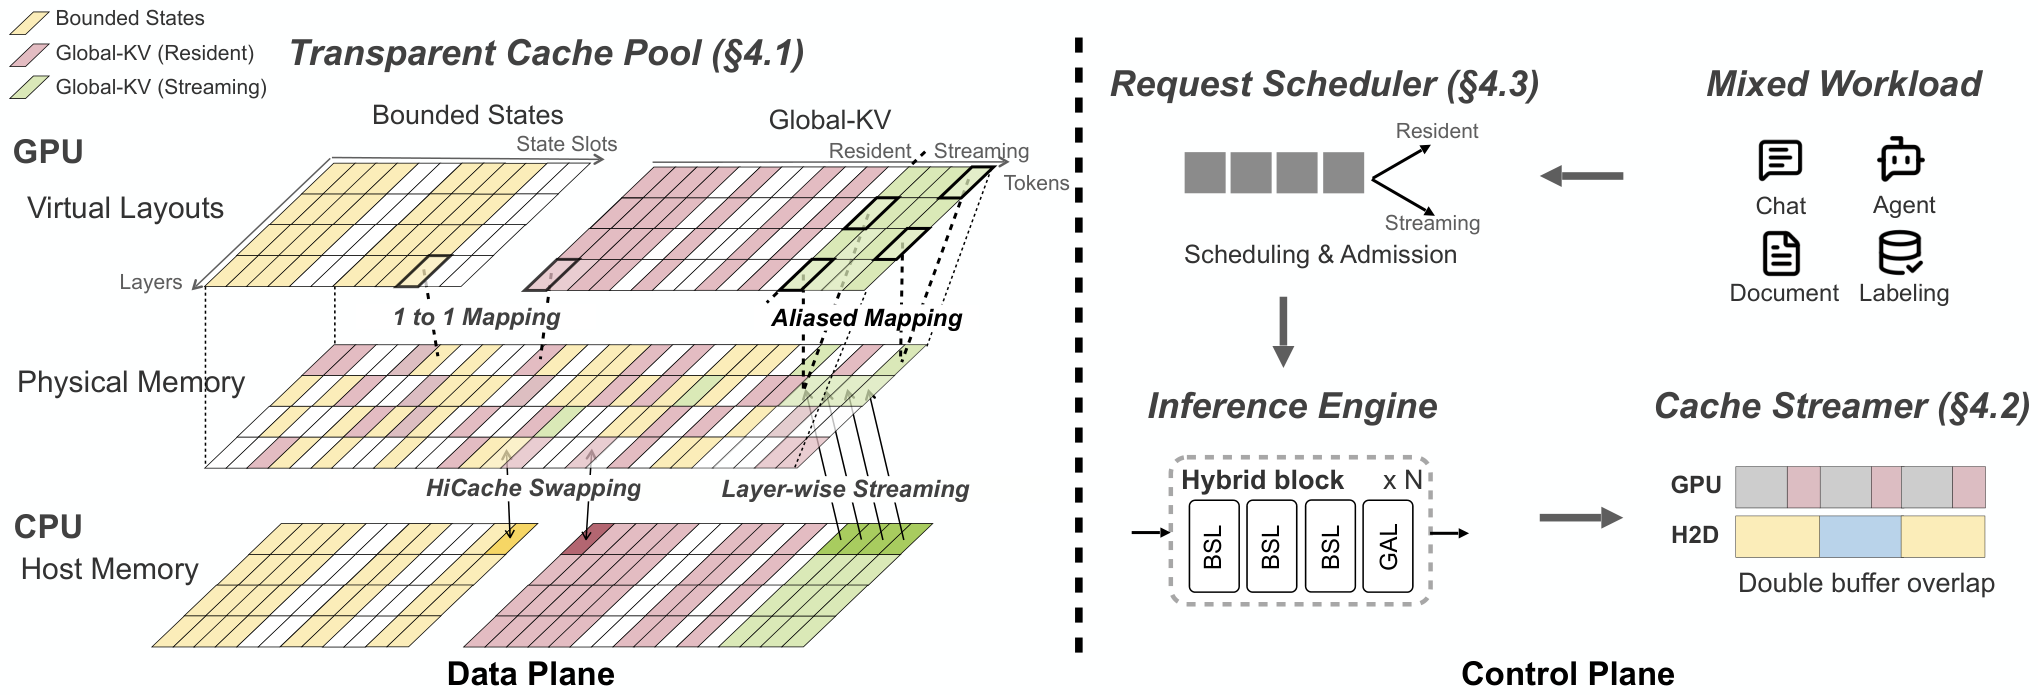 Bounded States
Global-KV (Resident)
Global-KV (Streaming)
Transparent Cache Pool (§4.1)
Bounded States
Global-KV
GPU
State Slots
Resident
Streaming
Tokens
Virtual Layouts
Layers
1 to 1 Mapping
Aliased Mapping
Physical Memory
HiCache Swapping
Layer-wise Streaming
CPU
Host Memory
Data Plane
Request Scheduler (§4.3)
Mixed Workload
Resident
Streaming
Scheduling & Admission
Chat
Agent
Document
Labeling
Inference Engine
Cache Streamer (§4.2)
Hybrid block
x N
BSL
BSL
BSL
GAL
GPU
H2D
Double buffer overlap
Control Plane